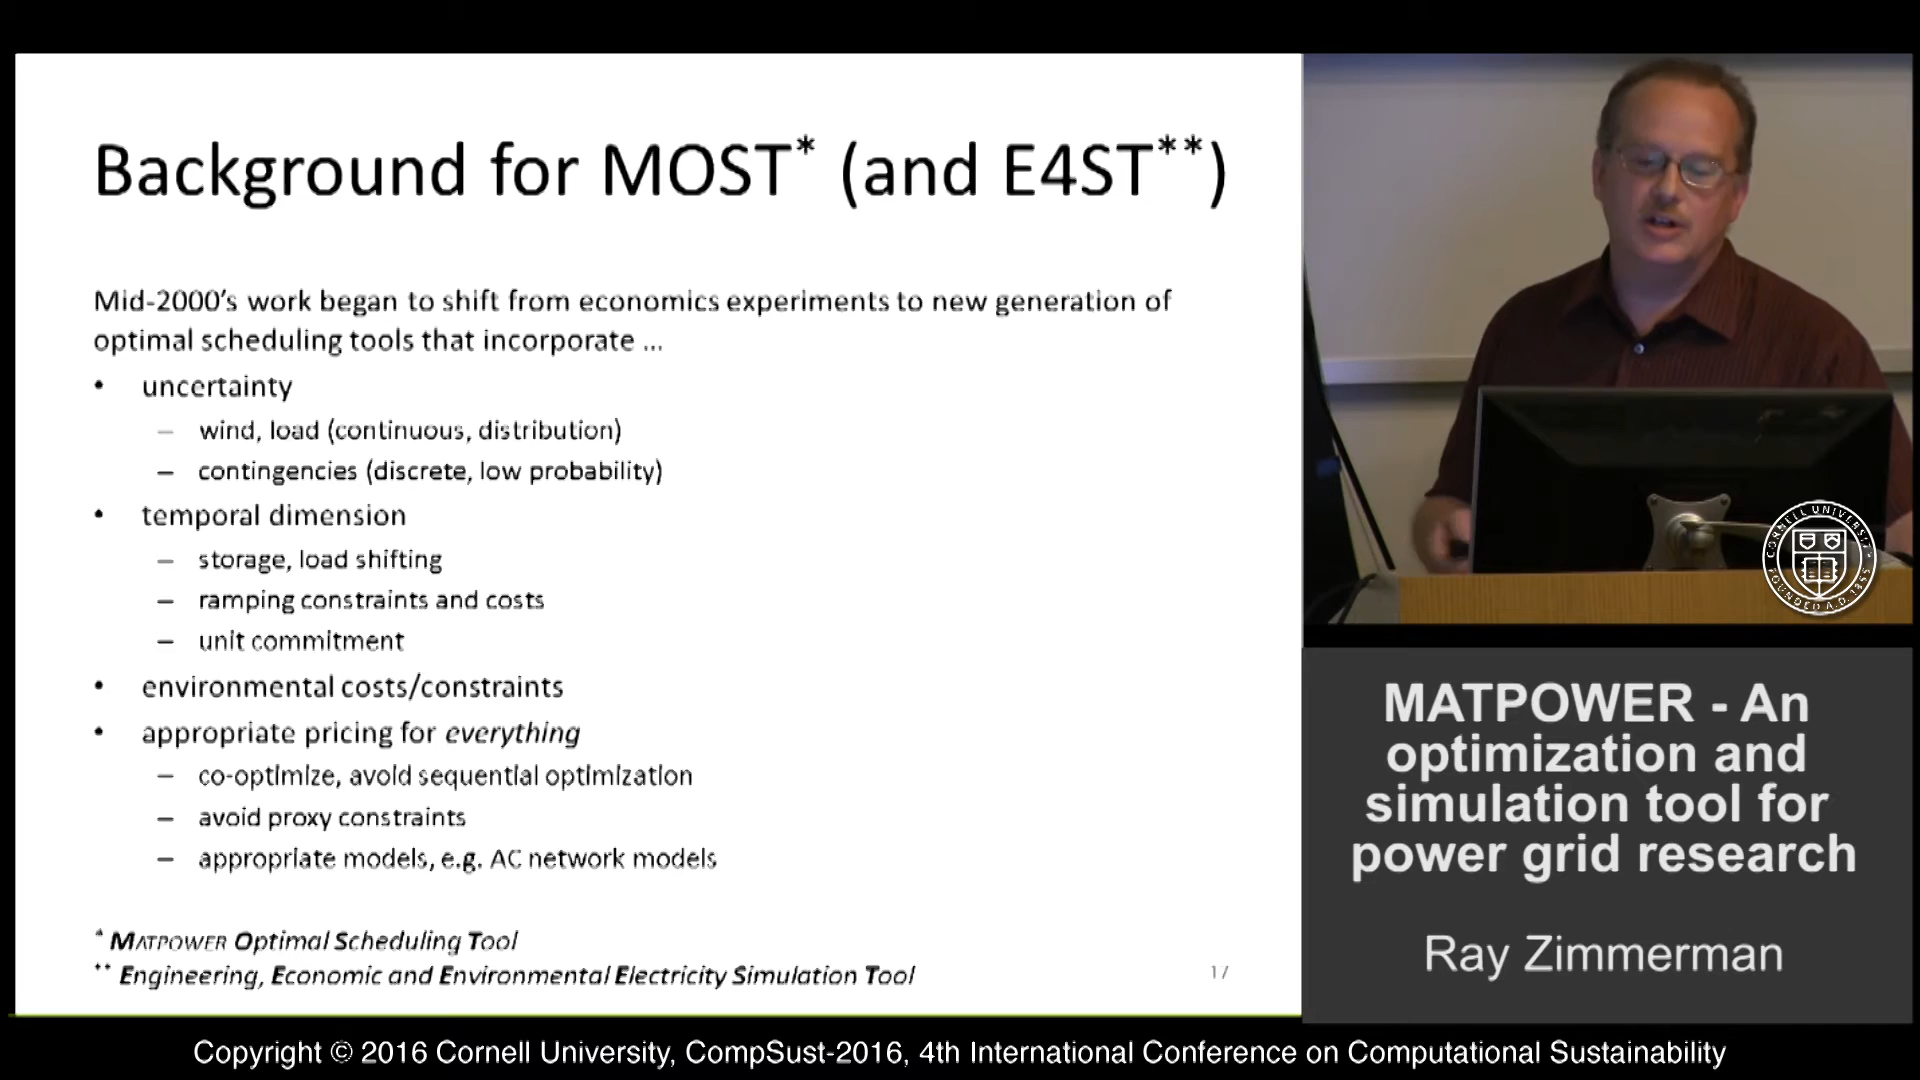 Background for MOST* (and E4ST**)
Mid-2000's work began to shift from economics experiments to new generation of
optimal scheduling tools that incorporate ...
• uncertainty
– wind, load (continuous, distribution)
– contingencies (discrete, low probability)
• temporal dimension
– storage, load shifting
– ramping constraints and costs
– unit commitment
• environmental costs/constraints
• appropriate pricing for everything
– co-optimize, avoid sequential optimization
– avoid proxy constraints
– appropriate models, e.g. AC network models
* MATPOWER Optimal Scheduling Tool
** Engineering, Economic and Environmental Electricity Simulation Tool
17
CORNELL UNIVERSITY
FOUNDED A.D. 1865
MATPOWER - An
optimization and
simulation tool for
power grid research
Ray Zimmerman
Copyright © 2016 Cornell University, CompSust-2016, 4th International Conference on Computational Sustainability